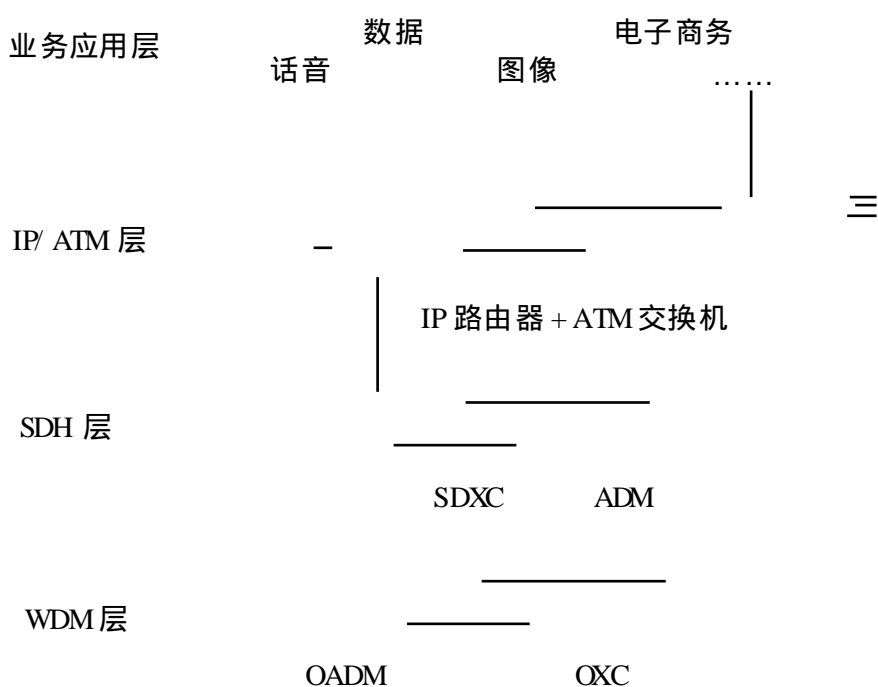 数据 电子商务
业务应用层
话音 图像 ……
三
IP/ ATM 层
IP 路由器 + ATM 交换机
SDH 层
SDXC ADM
WDM 层
OADM OXC